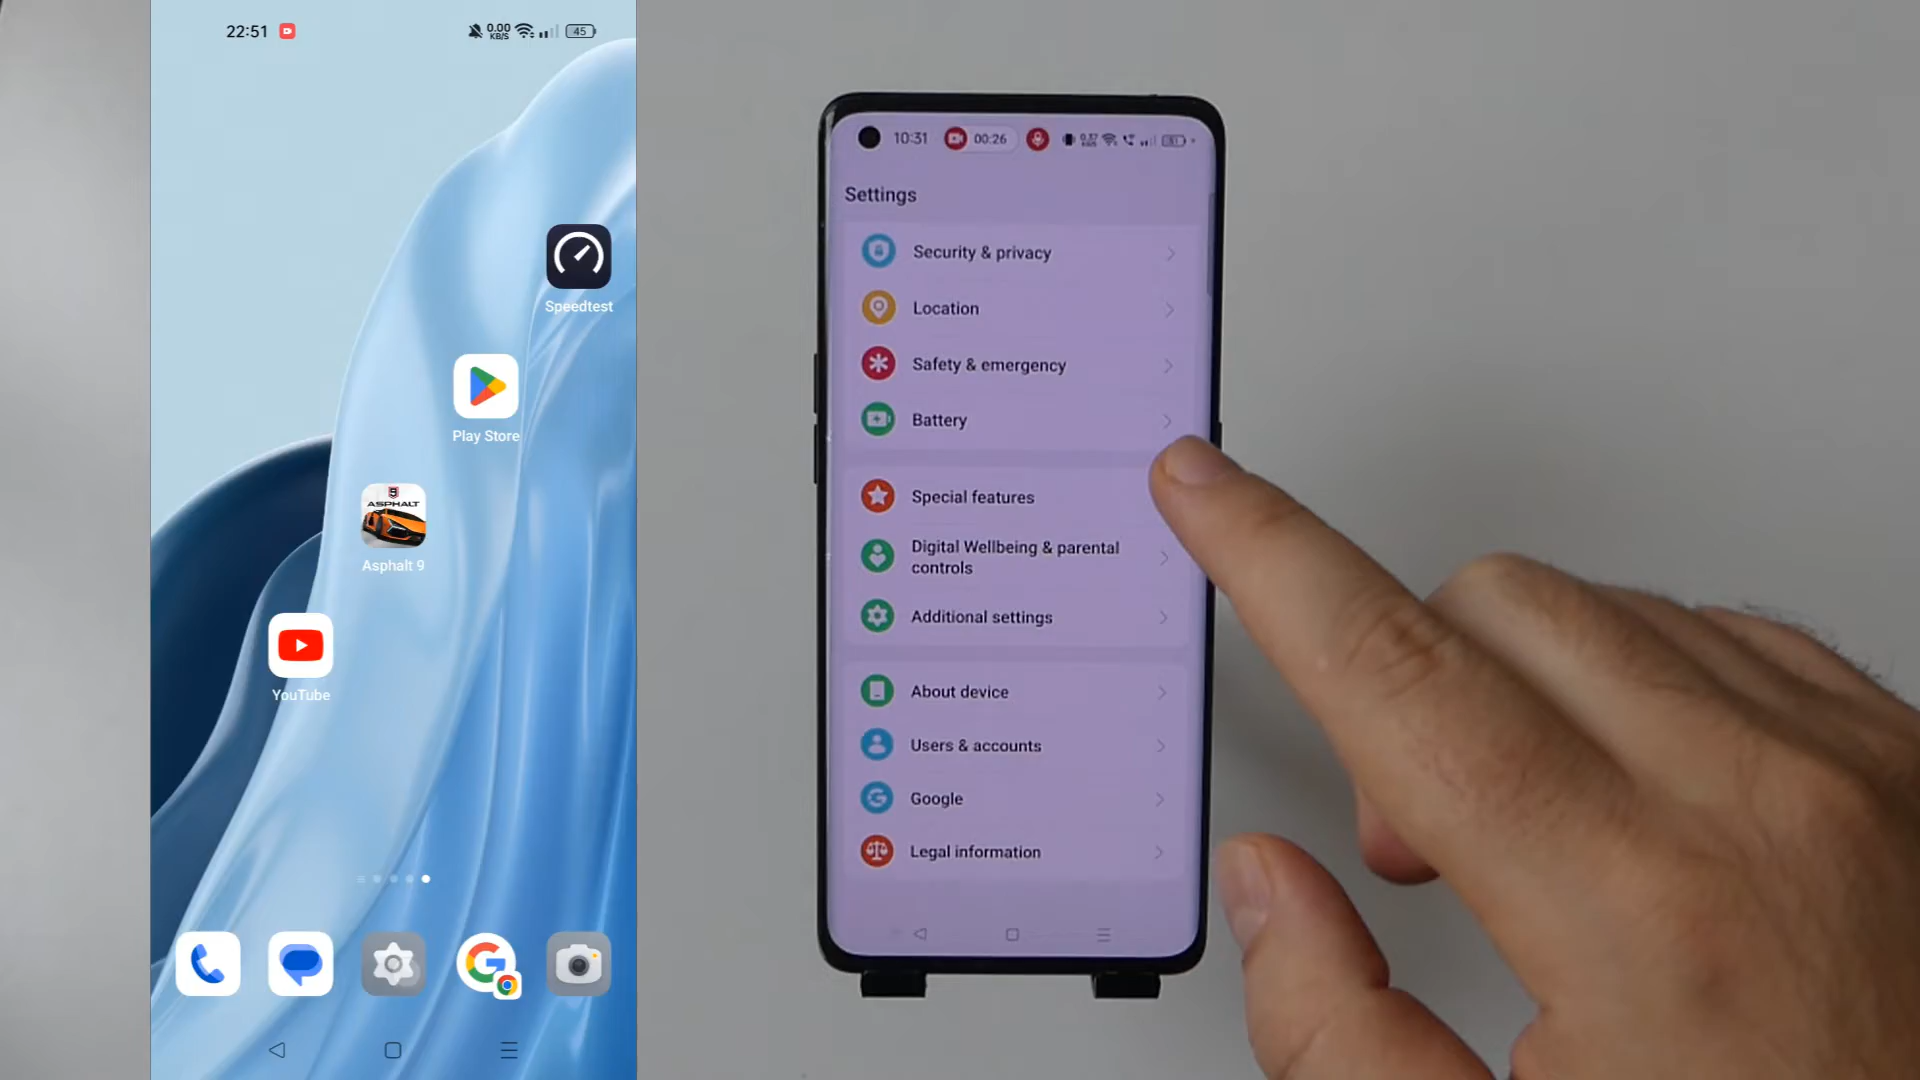 22:51
0.00
KB/S
45
Speedtest
Play Store
9
ASPHALT
Asphalt 9
YouTube
10:31
00:26
0.37
Settings
Security & privacy
Location
Safety & emergency
Battery
Special features
Digital Wellbeing & parental
controls
Additional settings
About device
Users & accounts
Google
Legal information